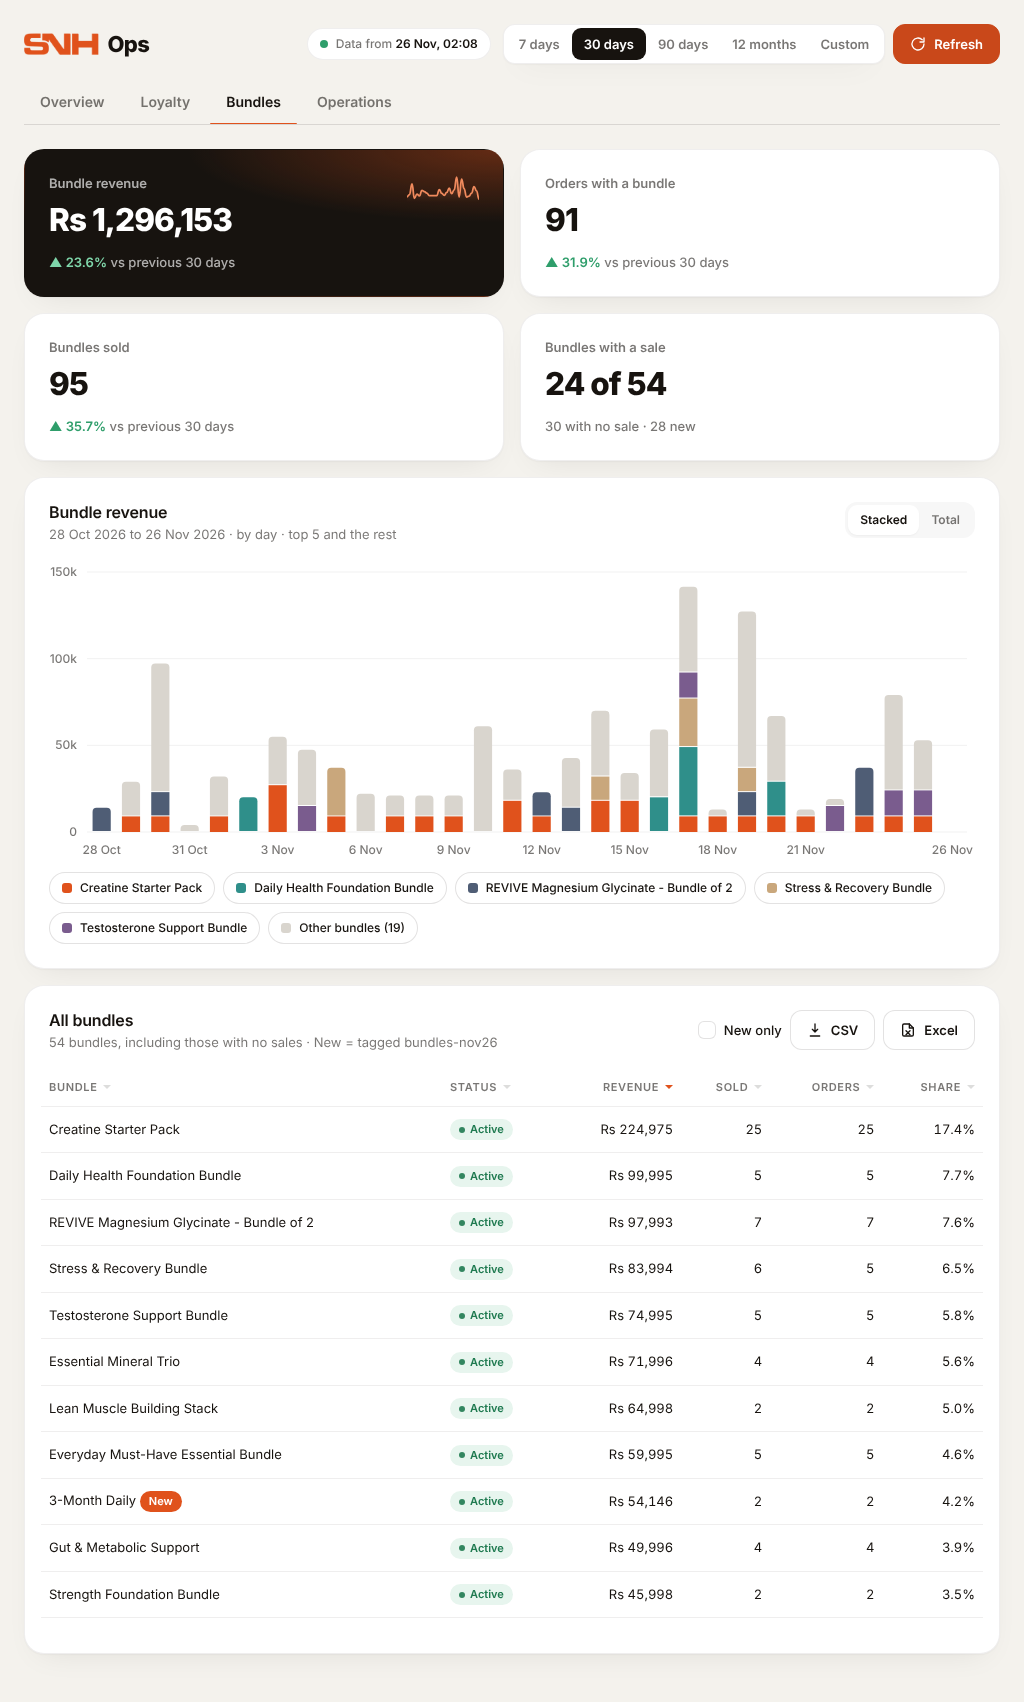 SNH Ops
Data from 26 Nov, 02:08
7 days 30 days 90 days 12 months Custom
Refresh
Overview Loyalty Bundles Operations
Bundle revenue
Rs 1,296,153
▲ 23.6% vs previous 30 days
Orders with a bundle
91
▲ 31.9% vs previous 30 days
Bundles sold
95
▲ 35.7% vs previous 30 days
Bundles with a sale
24 of 54
30 with no sale · 28 new
Bundle revenue
28 Oct 2026 to 26 Nov 2026 · by day · top 5 and the rest
Stacked Total
150k
100k
50k
0
28 Oct 31 Oct 3 Nov 6 Nov 9 Nov 12 Nov 15 Nov 18 Nov 21 Nov 26 Nov
Creatine Starter Pack Daily Health Foundation Bundle REVIVE Magnesium Glycinate - Bundle of 2 Stress & Recovery Bundle
Testosterone Support Bundle Other bundles (19)
All bundles
54 bundles, including those with no sales · New = tagged bundles-nov26
New only CSV Excel
BUNDLE STATUS REVENUE SOLD ORDERS SHARE
Creatine Starter Pack Active Rs 224,975 25 25 17.4%
Daily Health Foundation Bundle Active Rs 99,995 5 5 7.7%
REVIVE Magnesium Glycinate - Bundle of 2 Active Rs 97,993 7 7 7.6%
Stress & Recovery Bundle Active Rs 83,994 6 5 6.5%
Testosterone Support Bundle Active Rs 74,995 5 5 5.8%
Essential Mineral Trio Active Rs 71,996 4 4 5.6%
Lean Muscle Building Stack Active Rs 64,998 2 2 5.0%
Everyday Must-Have Essential Bundle Active Rs 59,995 5 5 4.6%
3-Month Daily New Active Rs 54,146 2 2 4.2%
Gut & Metabolic Support Active Rs 49,996 4 4 3.9%
Strength Foundation Bundle Active Rs 45,998 2 2 3.5%